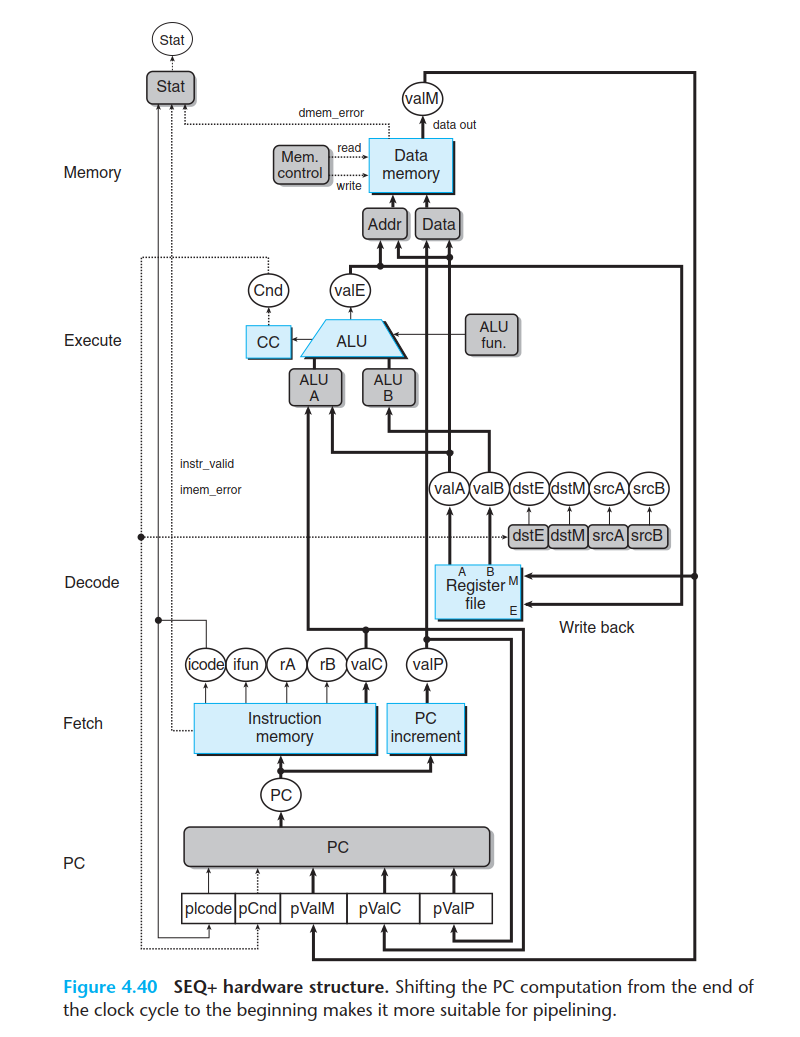 Stat
Stat
valM
dmem_error
data out
read
Mem.
control
write
Data
memory
Memory
Addr
Data
Cnd
valE
CC
ALU
ALU
fun.
Execute
ALU
A
ALU
B
instr_valid
imem_error
valA
valB
dstE
dstM
srcA
srcB
dstE
dstM
srcA
srcB
Decode
A
B
Register
file
M
E
Write back
icode
ifun
rA
rB
valC
valP
Fetch
Instruction
memory
PC
increment
PC
PC
PC
pIcode
pCnd
pValM
pValC
pValP
Figure 4.40 SEQ+ hardware structure. Shifting the PC computation from the end of
the clock cycle to the beginning makes it more suitable for pipelining.